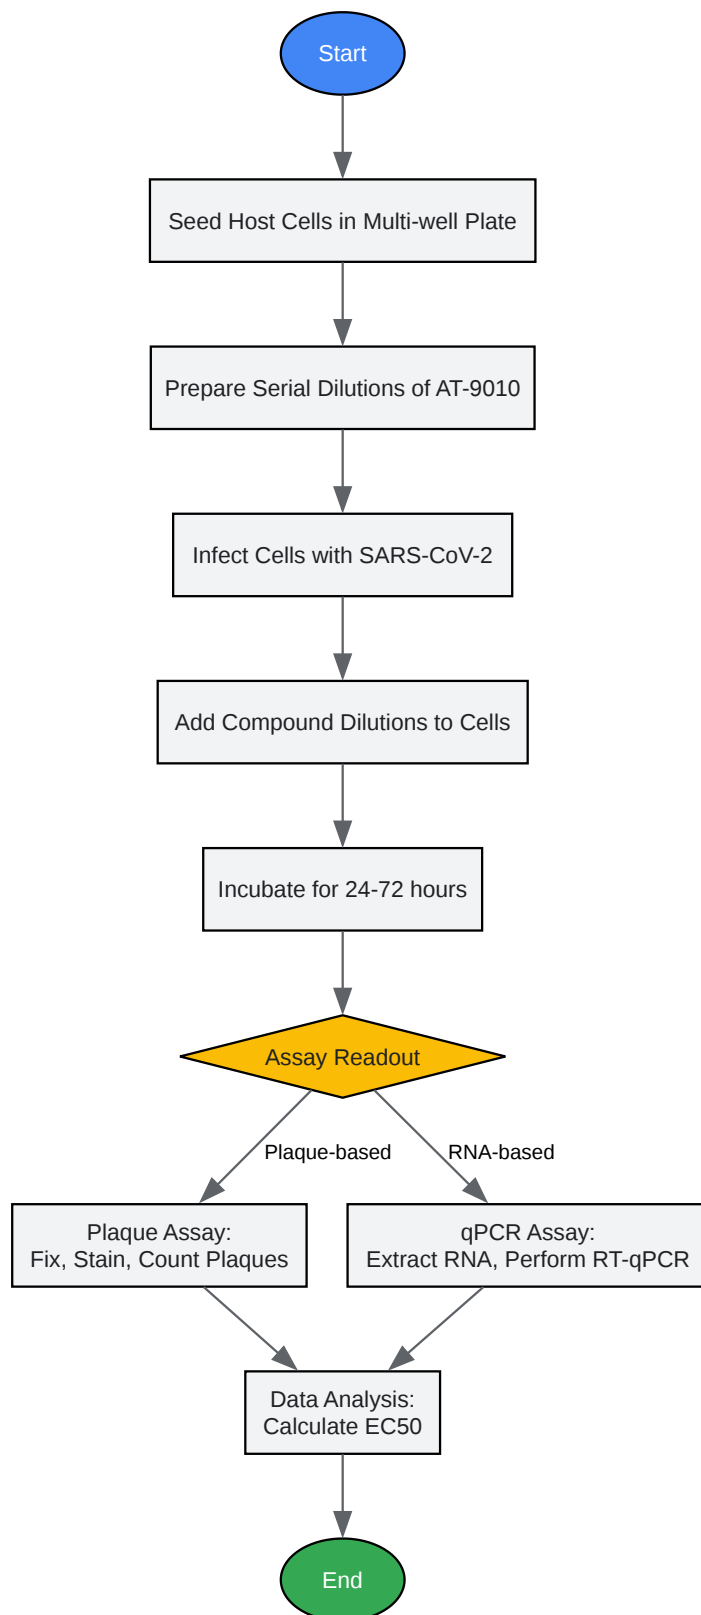 Start
Seed Host Cells in Multi-well Plate
Prepare Serial Dilutions of AT-9010
Infect Cells with SARS-CoV-2
Add Compound Dilutions to Cells
Incubate for 24-72 hours
Assay Readout
Plaque-based
RNA-based
Plaque Assay:
Fix, Stain, Count Plaques
qPCR Assay:
Extract RNA, Perform RT-qPCR
Data Analysis:
Calculate EC50
End